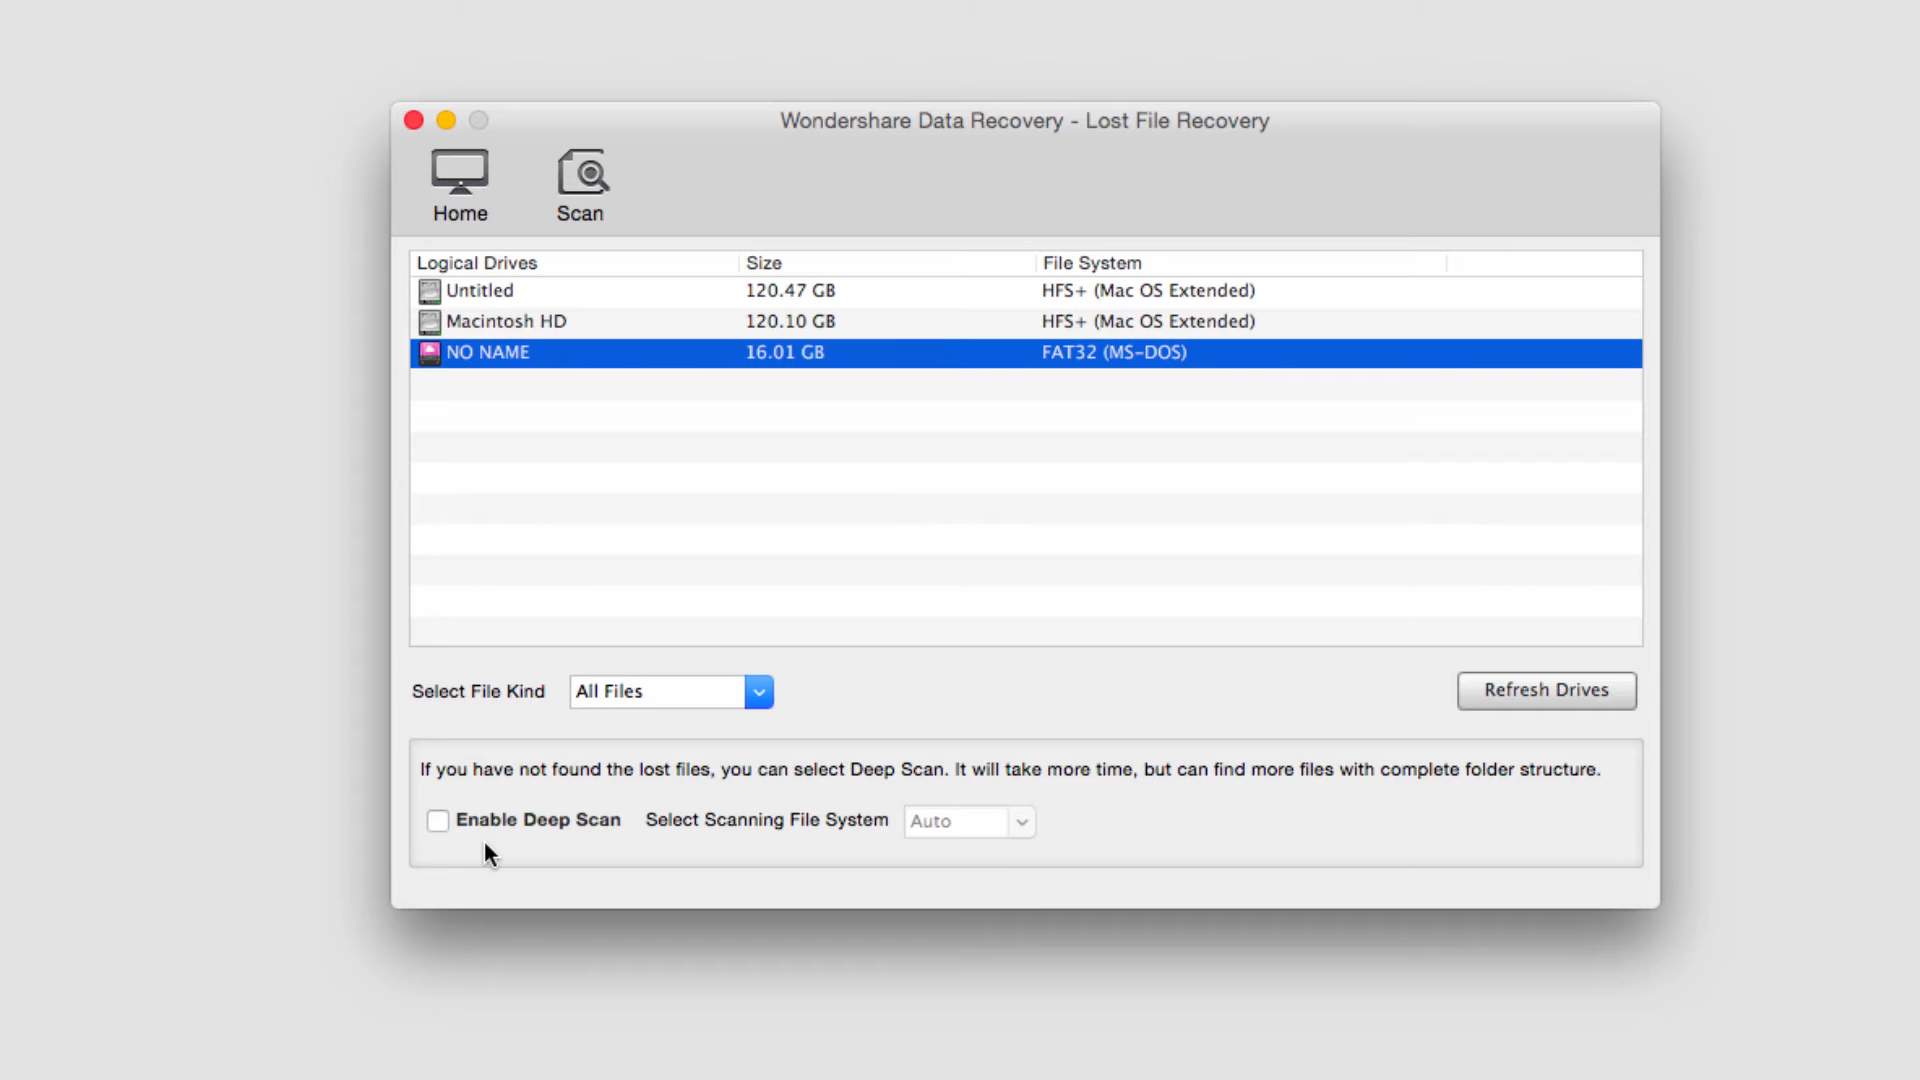 Wondershare Data Recovery - Lost File Recovery
Home Scan
Logical Drives Size File System
Untitled 120.47 GB HFS+ (Mac OS Extended)
Macintosh HD 120.10 GB HFS+ (Mac OS Extended)
NO NAME 16.01 GB FAT32 (MS-DOS)
Select File Kind All Files Refresh Drives
If you have not found the lost files, you can select Deep Scan. It will take more time, but can find more files with complete folder structure.
Enable Deep Scan Select Scanning File System Auto